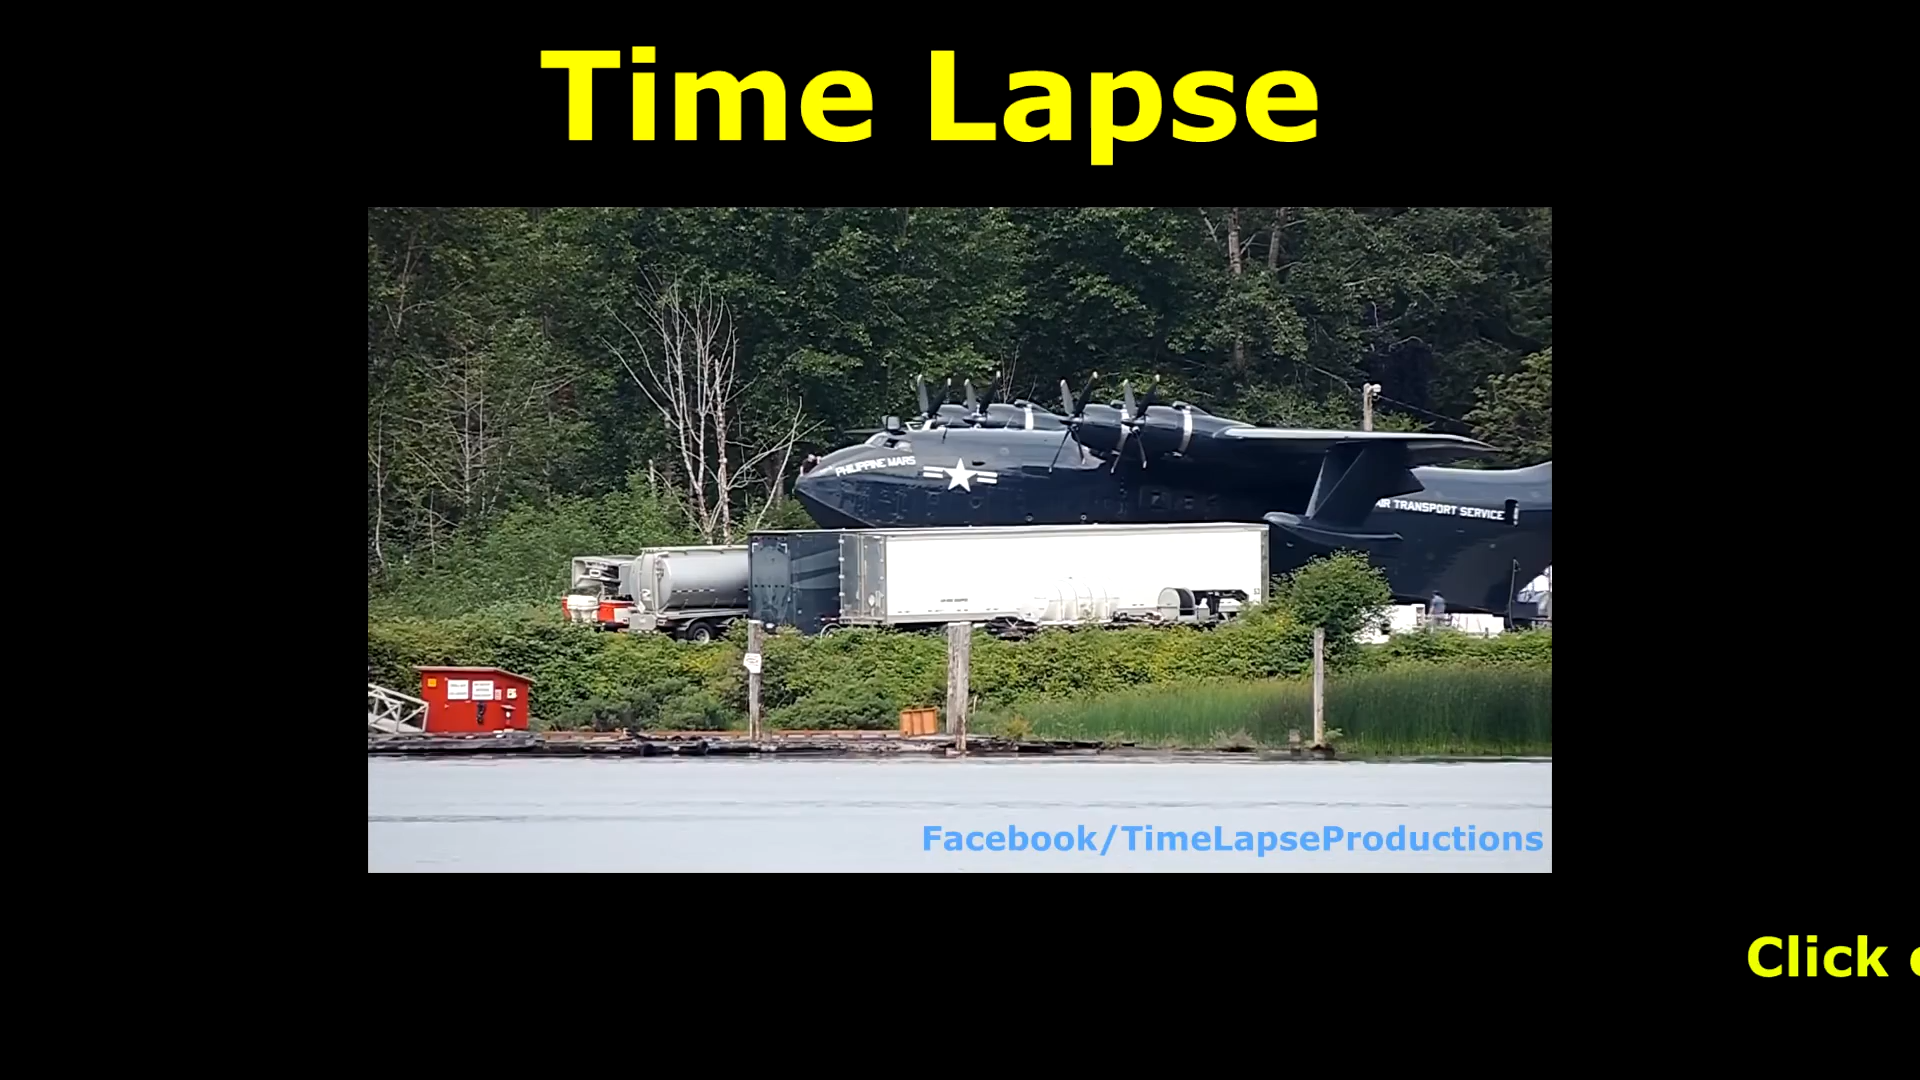 Time Lapse
PHILIPPINE MARS
AIR TRANSPORT SERVICE
Facebook/TimeLapseProductions
Click